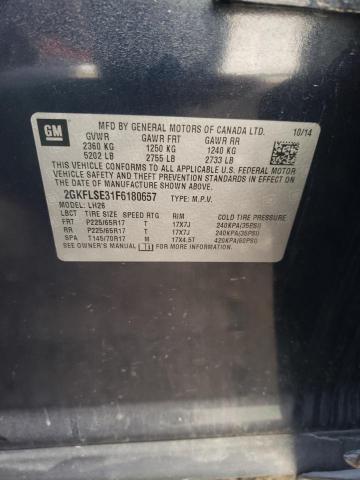 GM
MFD BY GENERAL MOTORS OF CANADA LTD. 10/14
GVWR GAWR FRT GAWR RR
2360 KG 1250 KG 1240 KG
5202 LB 2755 LB 2733 LB
THIS VEHICLE CONFORMS TO ALL APPLICABLE U.S. FEDERAL MOTOR
VEHICLE SAFETY AND THEFT PREVENTION STANDARDS IN
EFFECT ON THE DATE OF MANUFACTURE SHOWN ABOVE.
2GKFLSE31F6180657 TYPE: M.P.V.
MODEL: LH26
LBCT TIRE SIZE SPEED RTG RIM COLD TIRE PRESSURE
FRT P225/65R17 T 17X7J 240KPA(35PSI)
RR P225/65R17 T 17X7J 240KPA(35PSI)
SPA T145/70R17 M 17X4.5T 420KPA(60PSI)
SEE OWNER'S MANUAL FOR ADDITIONAL INFORMATION.